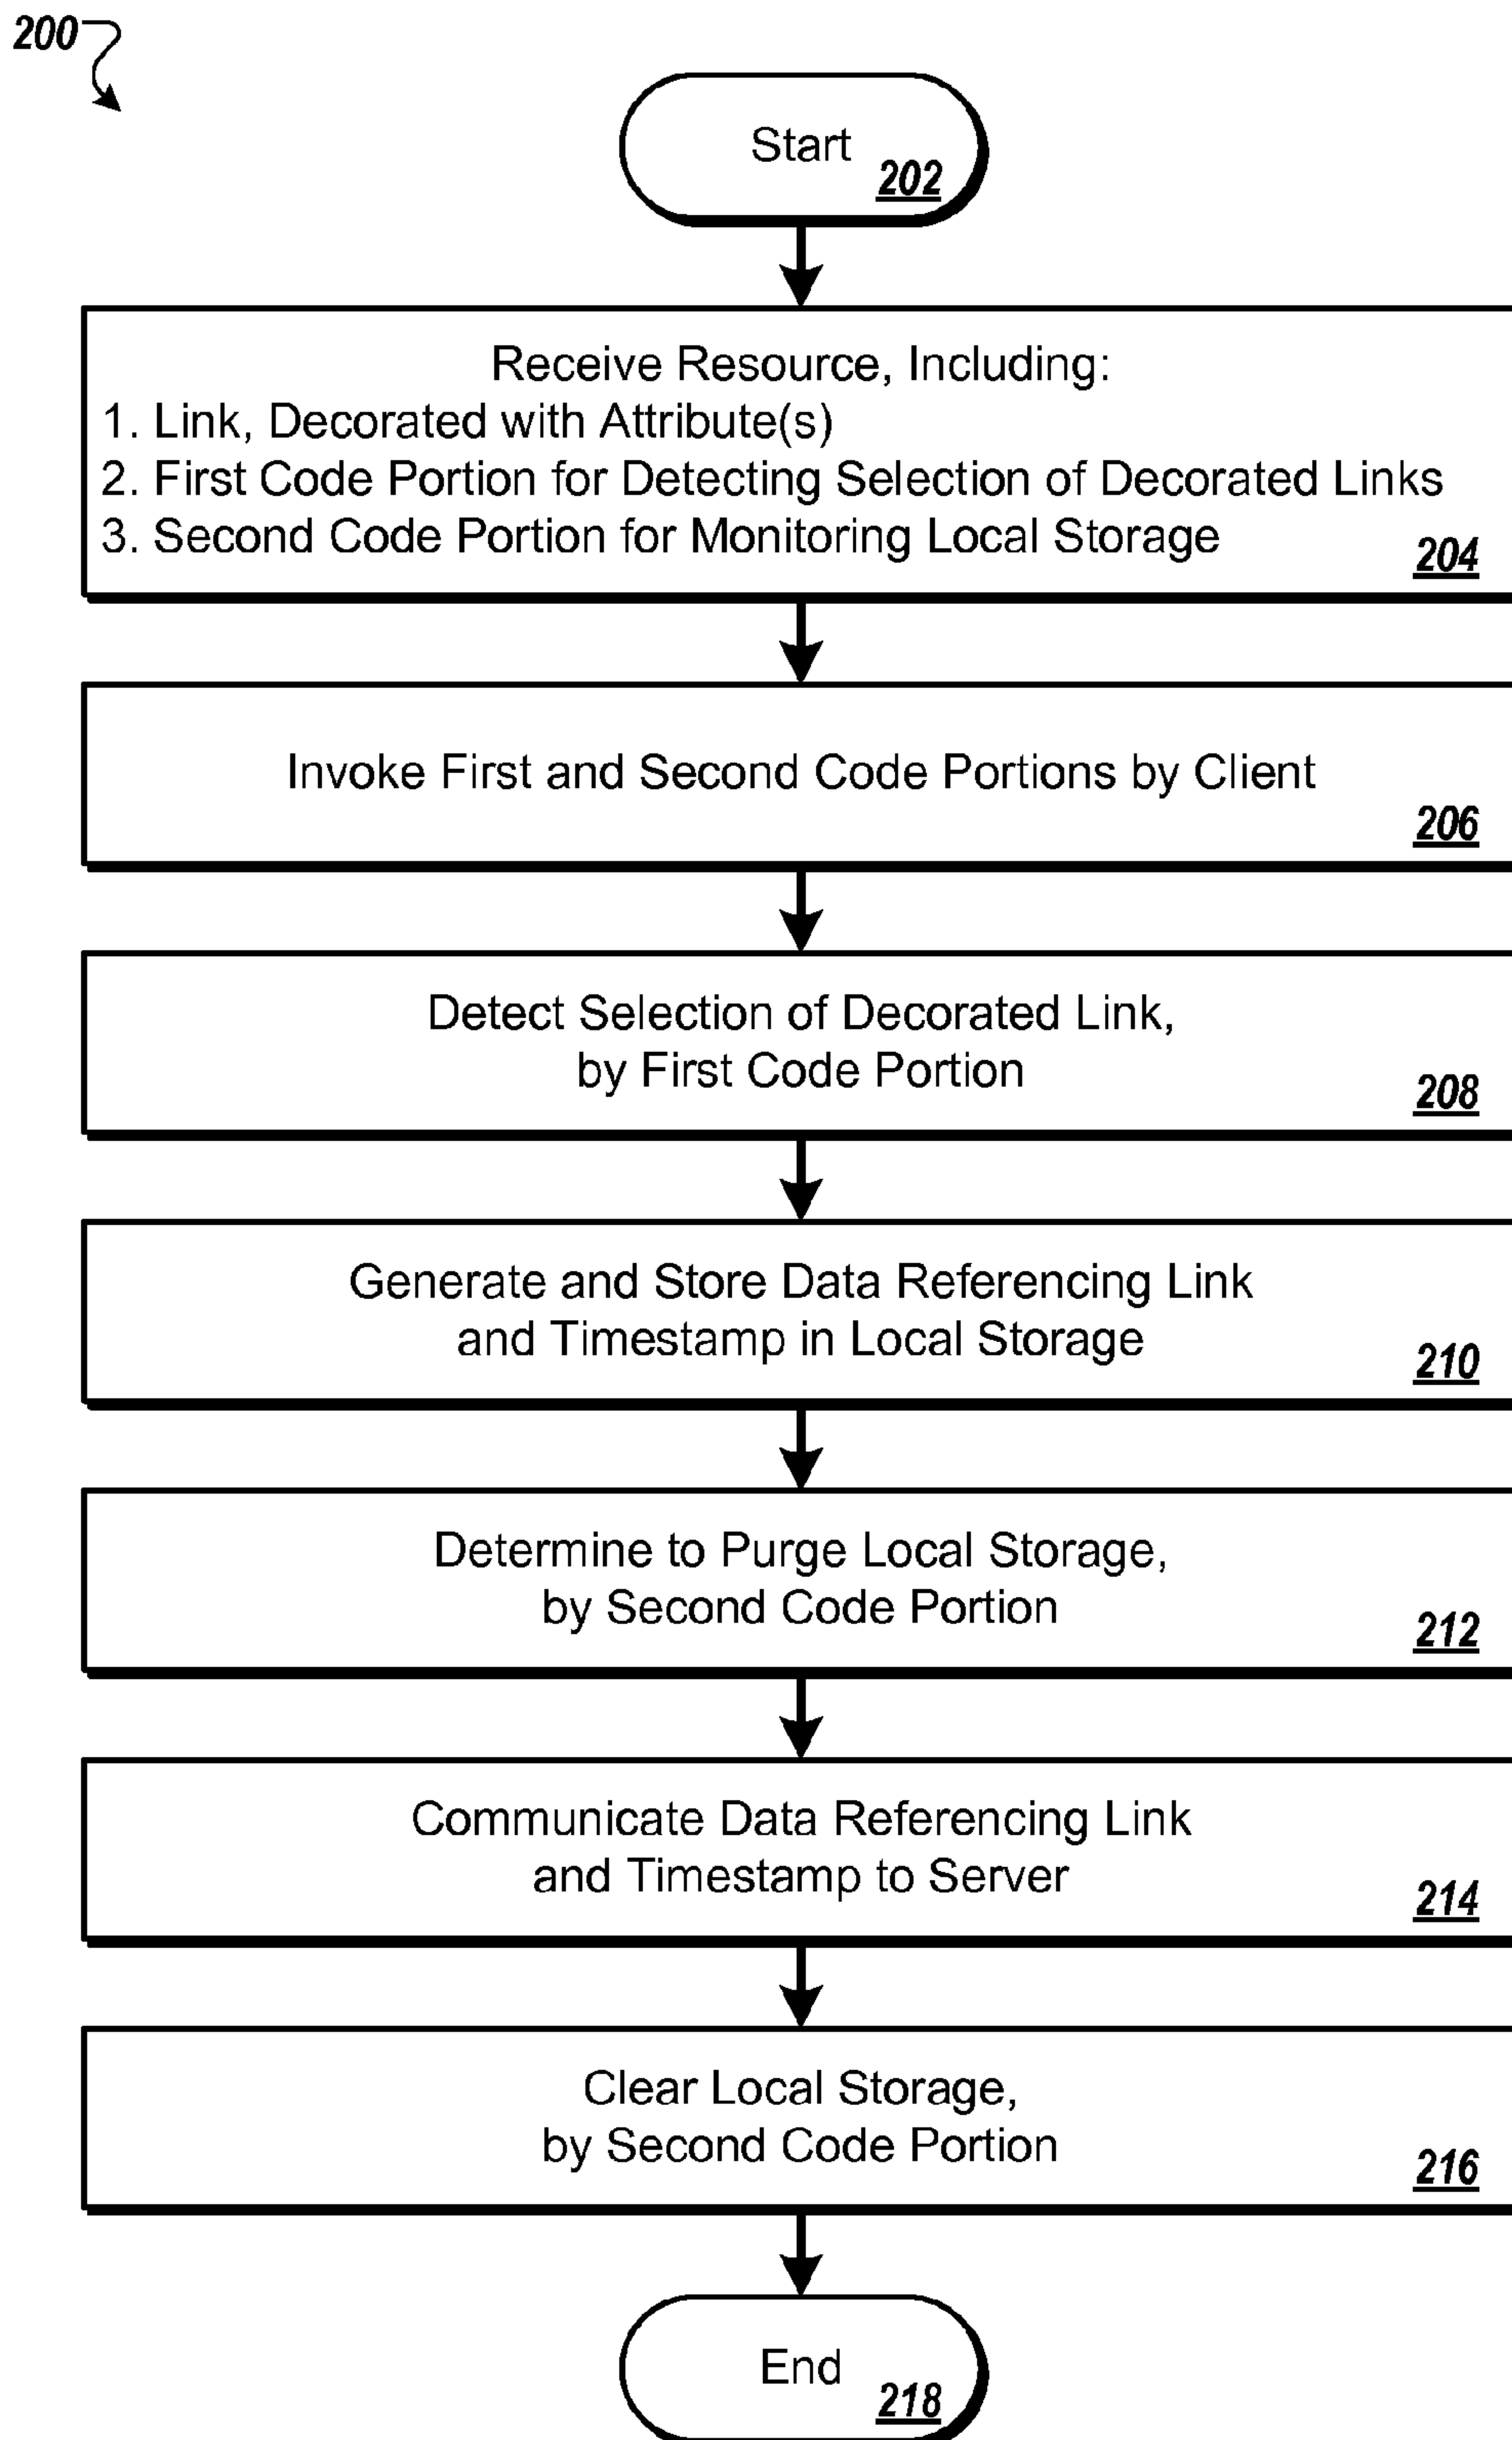 200
Start
202
Receive Resource, Including:
1. Link, Decorated with Attribute(s)
2. First Code Portion for Detecting Selection of Decorated Links
3. Second Code Portion for Monitoring Local Storage
204
Invoke First and Second Code Portions by Client
206
Detect Selection of Decorated Link,
by First Code Portion
208
Generate and Store Data Referencing Link
and Timestamp in Local Storage
210
Determine to Purge Local Storage,
by Second Code Portion
212
Communicate Data Referencing Link
and Timestamp to Server
214
Clear Local Storage,
by Second Code Portion
216
End
218